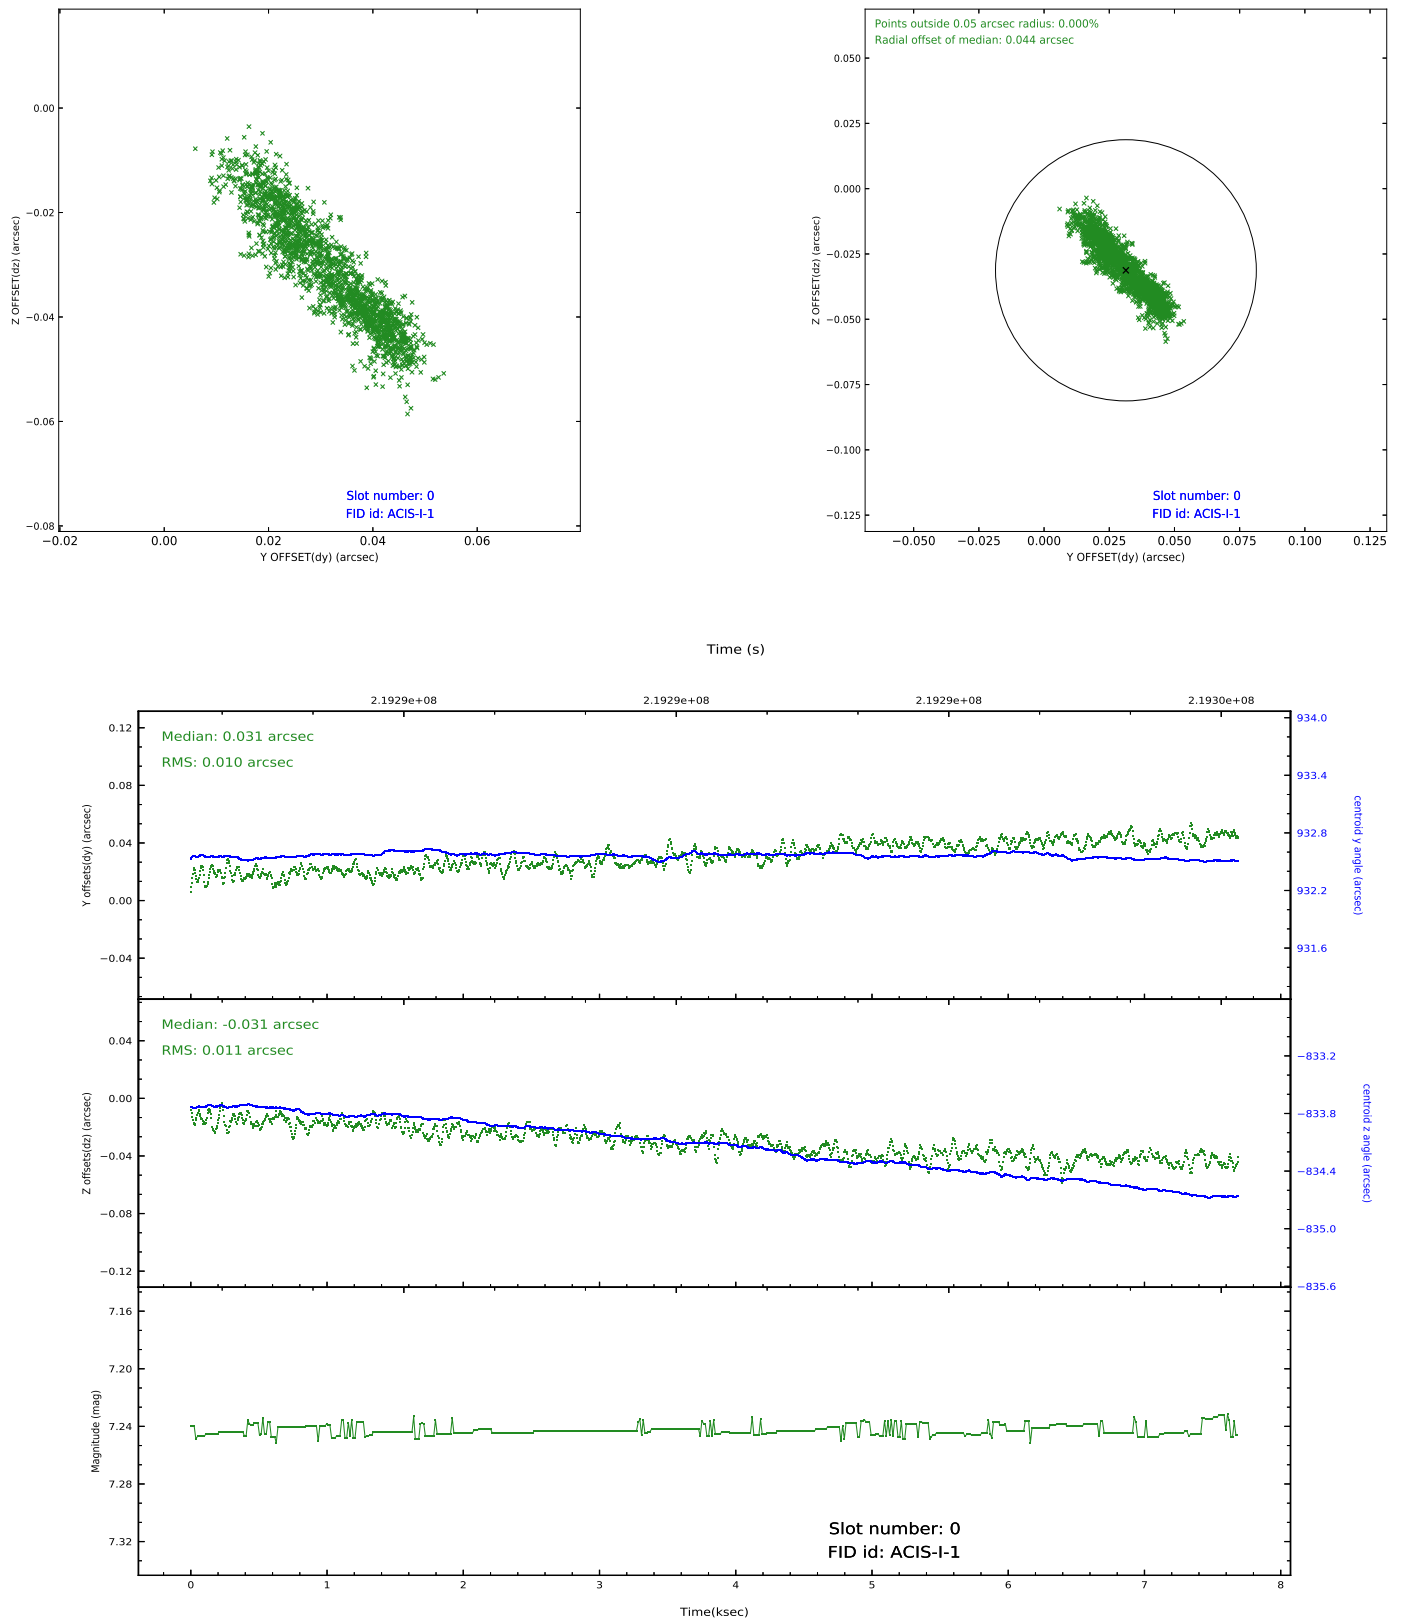 0.00
−0.02
−0.04
−0.06
−0.08
Z OFFSET(dz) (arcsec)
−0.02 0.00 0.02 0.04 0.06
Y OFFSET(dy) (arcsec)
Slot number: 0
FID id: ACIS-I-1
Points outside 0.05 arcsec radius: 0.000%
Radial offset of median: 0.044 arcsec
0.050
0.025
0.000
−0.025
−0.050
−0.075
−0.100
−0.125
Z OFFSET(dz) (arcsec)
−0.050 −0.025 0.000 0.025 0.050 0.075 0.100 0.125
Y OFFSET(dy) (arcsec)
Slot number: 0
FID id: ACIS-I-1
Time (s)
2.1929e+08 2.1929e+08 2.1929e+08 2.1930e+08
Median: 0.031 arcsec
RMS: 0.010 arcsec
0.12
0.08
0.04
0.00
−0.04
Y offsets(dy) (arcsec)
934.0
933.4
932.8
932.2
931.6
centroid y angle (arcsec)
Median: -0.031 arcsec
RMS: 0.011 arcsec
0.04
0.00
−0.04
−0.08
−0.12
Z offsets(dz) (arcsec)
−833.2
−833.8
−834.4
−835.0
−835.6
centroid z angle (arcsec)
7.16
7.20
7.24
7.28
7.32
Magnitude (mag)
Slot number: 0
FID id: ACIS-I-1
0 1 2 3 4 5 6 7 8
Time(ksec)